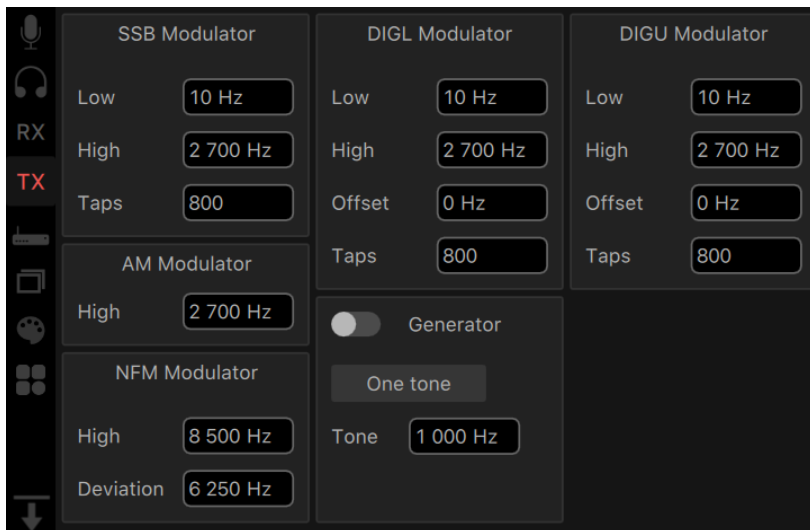 RX
TX
SSB Modulator
Low 10 Hz
High 2 700 Hz
Taps 800
AM Modulator
High 2 700 Hz
NFM Modulator
High 8 500 Hz
Deviation 6 250 Hz
DIGL Modulator
Low 10 Hz
High 2 700 Hz
Offset 0 Hz
Taps 800
Generator
One tone
Tone 1 000 Hz
DIGU Modulator
Low 10 Hz
High 2 700 Hz
Offset 0 Hz
Taps 800